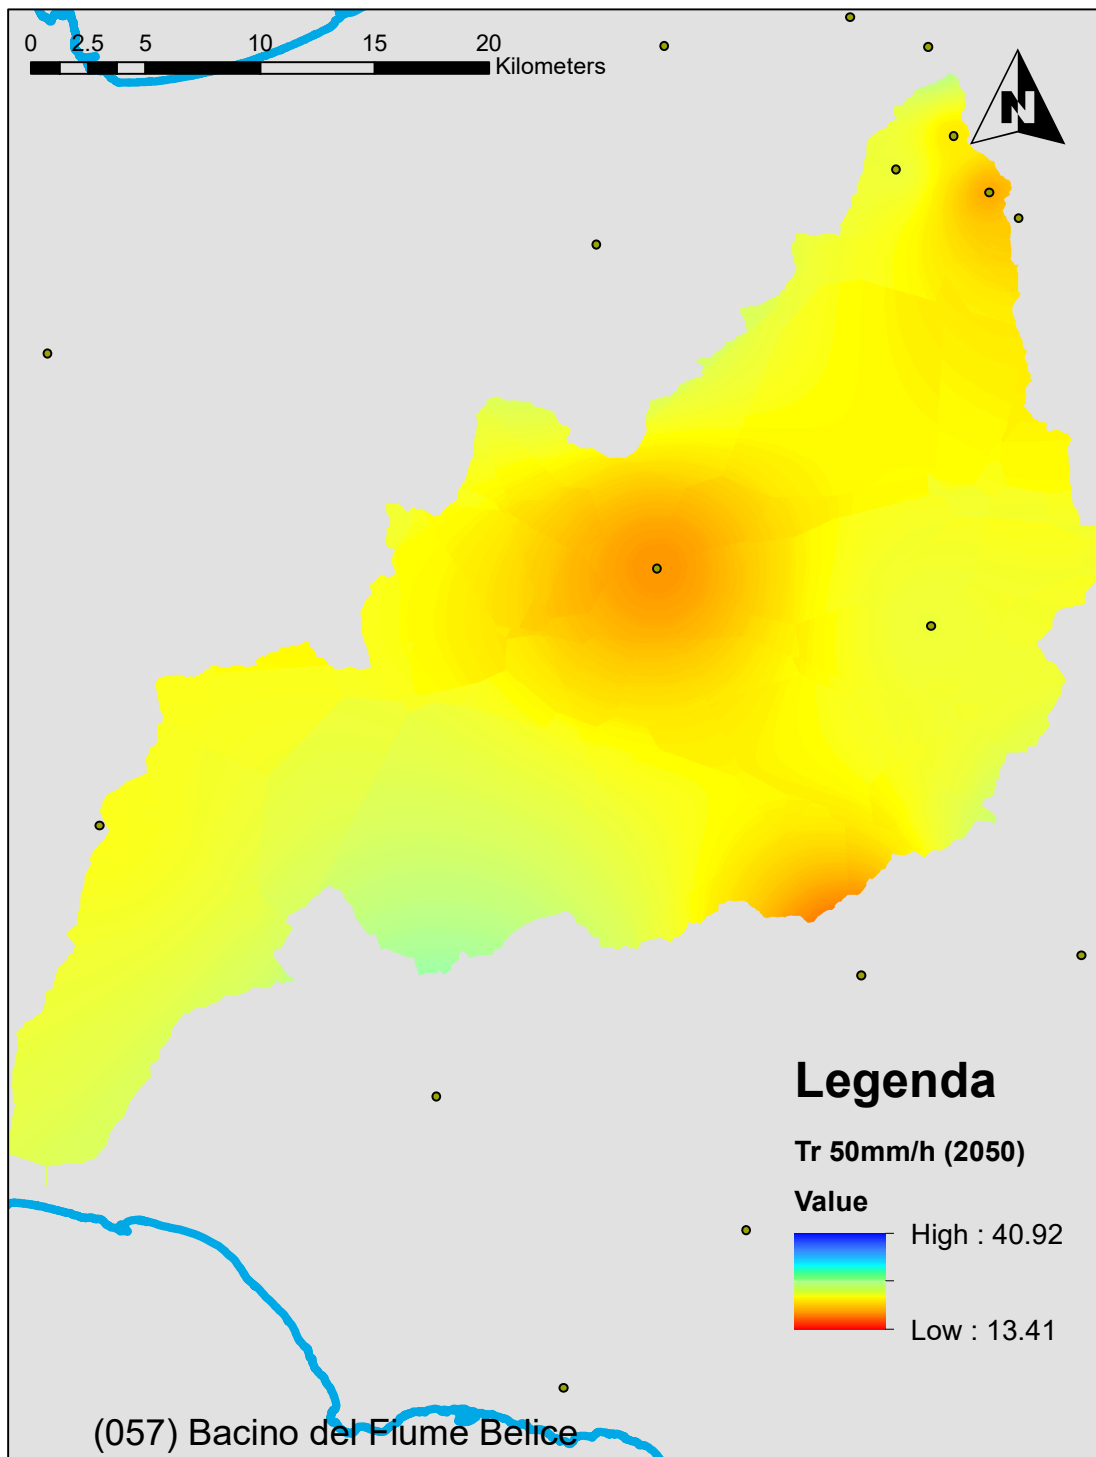 0 2.5 5 10 15 20
Kilometers
N
Legenda
Tr 50mm/h (2050)
Value
High : 40.92
Low : 13.41
(057) Bacino del Fiume Belice